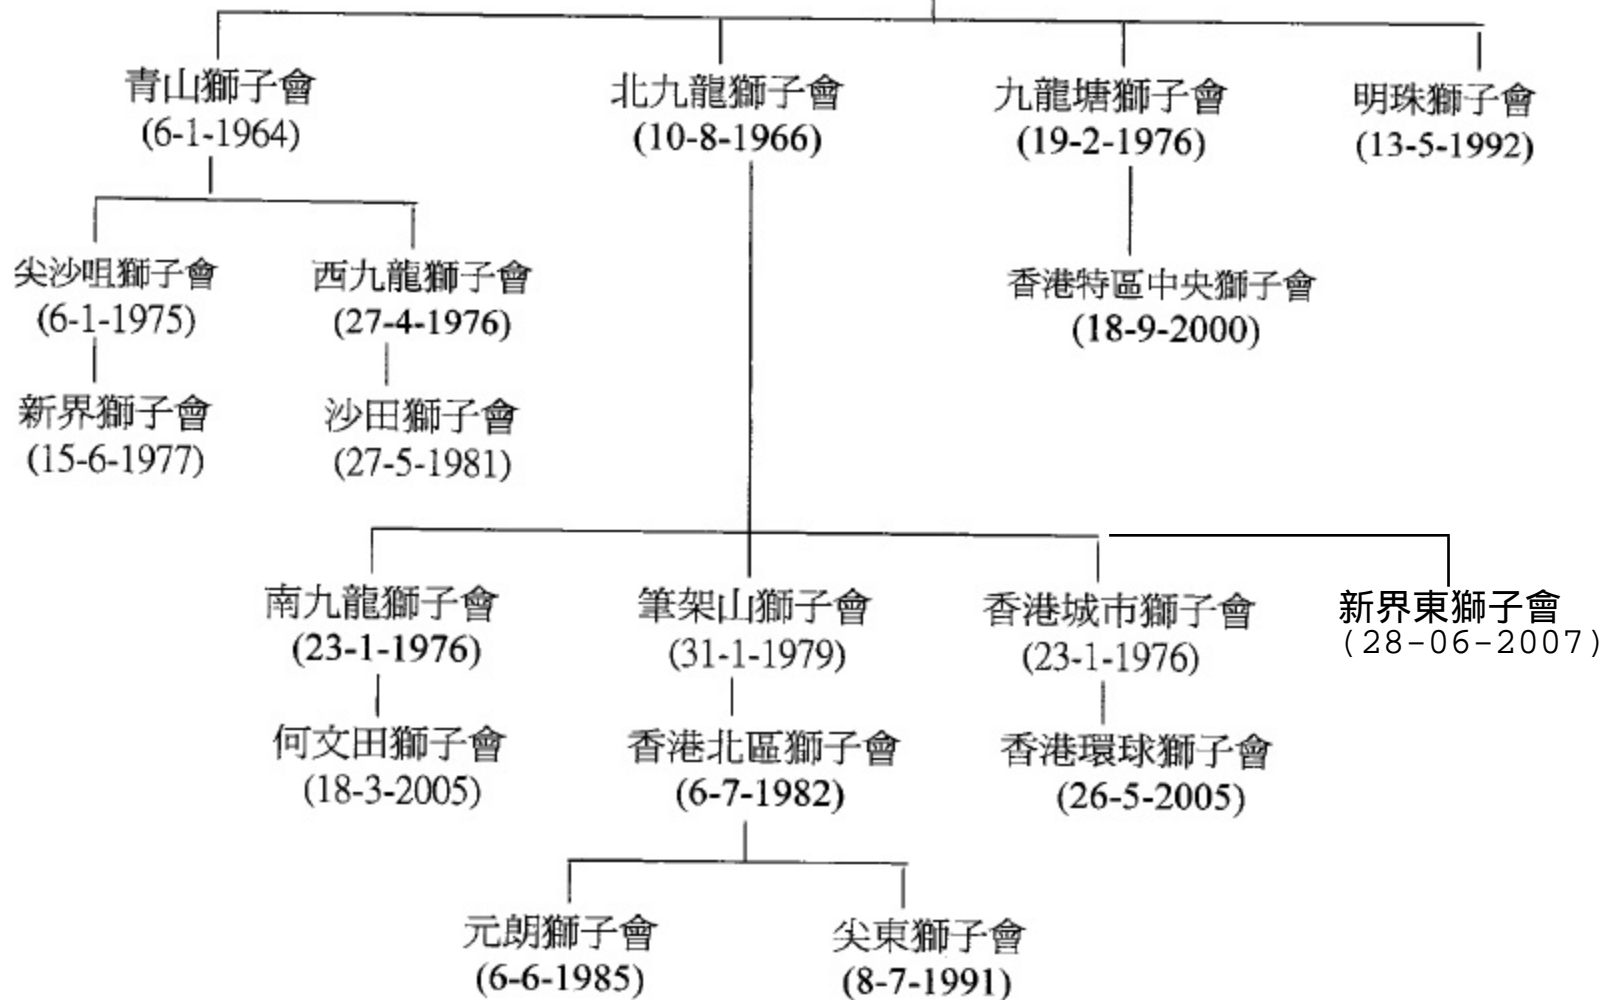 青山獅子會
(6-1-1964)
北九龍獅子會
(10-8-1966)
九龍塘獅子會
(19-2-1976)
明珠獅子會
(13-5-1992)
尖沙咀獅子會
(6-1-1975)
西九龍獅子會
(27-4-1976)
香港特區中央獅子會
(18-9-2000)
新界獅子會
(15-6-1977)
沙田獅子會
(27-5-1981)
南九龍獅子會
(23-1-1976)
筆架山獅子會
(31-1-1979)
香港城市獅子會
(23-1-1976)
新界東獅子會
(28-06-2007)
何文田獅子會
(18-3-2005)
香港北區獅子會
(6-7-1982)
香港環球獅子會
(26-5-2005)
元朗獅子會
(6-6-1985)
尖東獅子會
(8-7-1991)